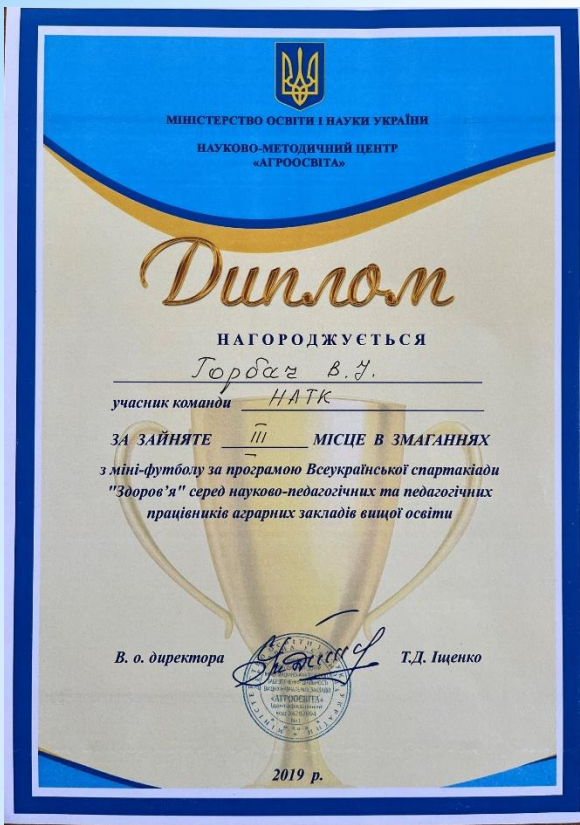 МІНІСТЕРСТВО ОСВІТИ І НАУКИ УКРАЇНИ
НАУКОВО-МЕТОДИЧНИЙ ЦЕНТР
«АГРООСВІТА»
Диплом
НАГОРОДЖУЄТЬСЯ
Горбач В.У.
учасник команди НАТК
ЗА ЗАЙНЯТЕ III МІСЦЕ В ЗМАГАННЯХ
з міні-футболу за програмою Всеукраїнської спартакіади
"Здоров’я" серед науково-педагогічних та педагогічних
працівників аграрних закладів вищої освіти
В. о. директора Т.Д. Іщенко
«АГРООСВІТА»
2019 р.